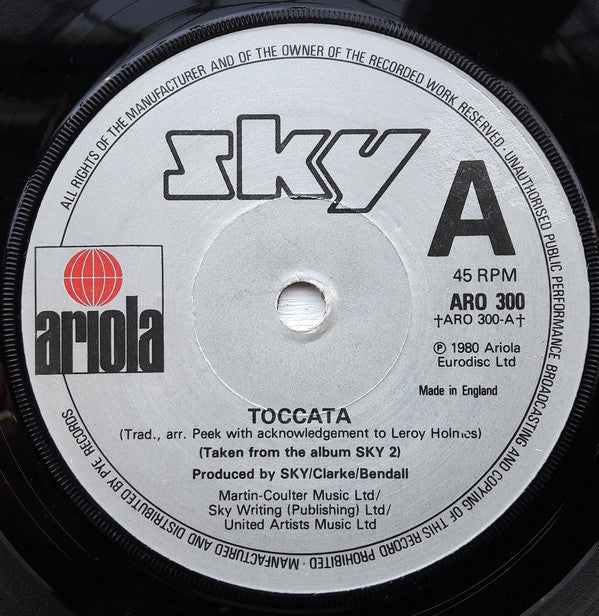 ALL RIGHTS OF THE MANUFACTURER AND OF THE OWNER OF THE RECORDED WORK RESERVED · UNAUTHORISED PUBLIC PERFORMANCE BROADCASTING AND COPYING OF THIS RECORD PROHIBITED · MANUFACTURED AND DISTRIBUTED BY PYE RECORDS
sky
A
45 RPM
ARO 300
†ARO 300-A†
℗ 1980 Ariola
Eurodisc Ltd
Made in England
ariola
TOCCATA
(Trad., arr. Peek with acknowledgement to Leroy Holmes)
(Taken from the album SKY 2)
Produced by SKY/Clarke/Bendall
Martin-Coulter Music Ltd/
Sky Writing (Publishing) Ltd/
United Artists Music Ltd